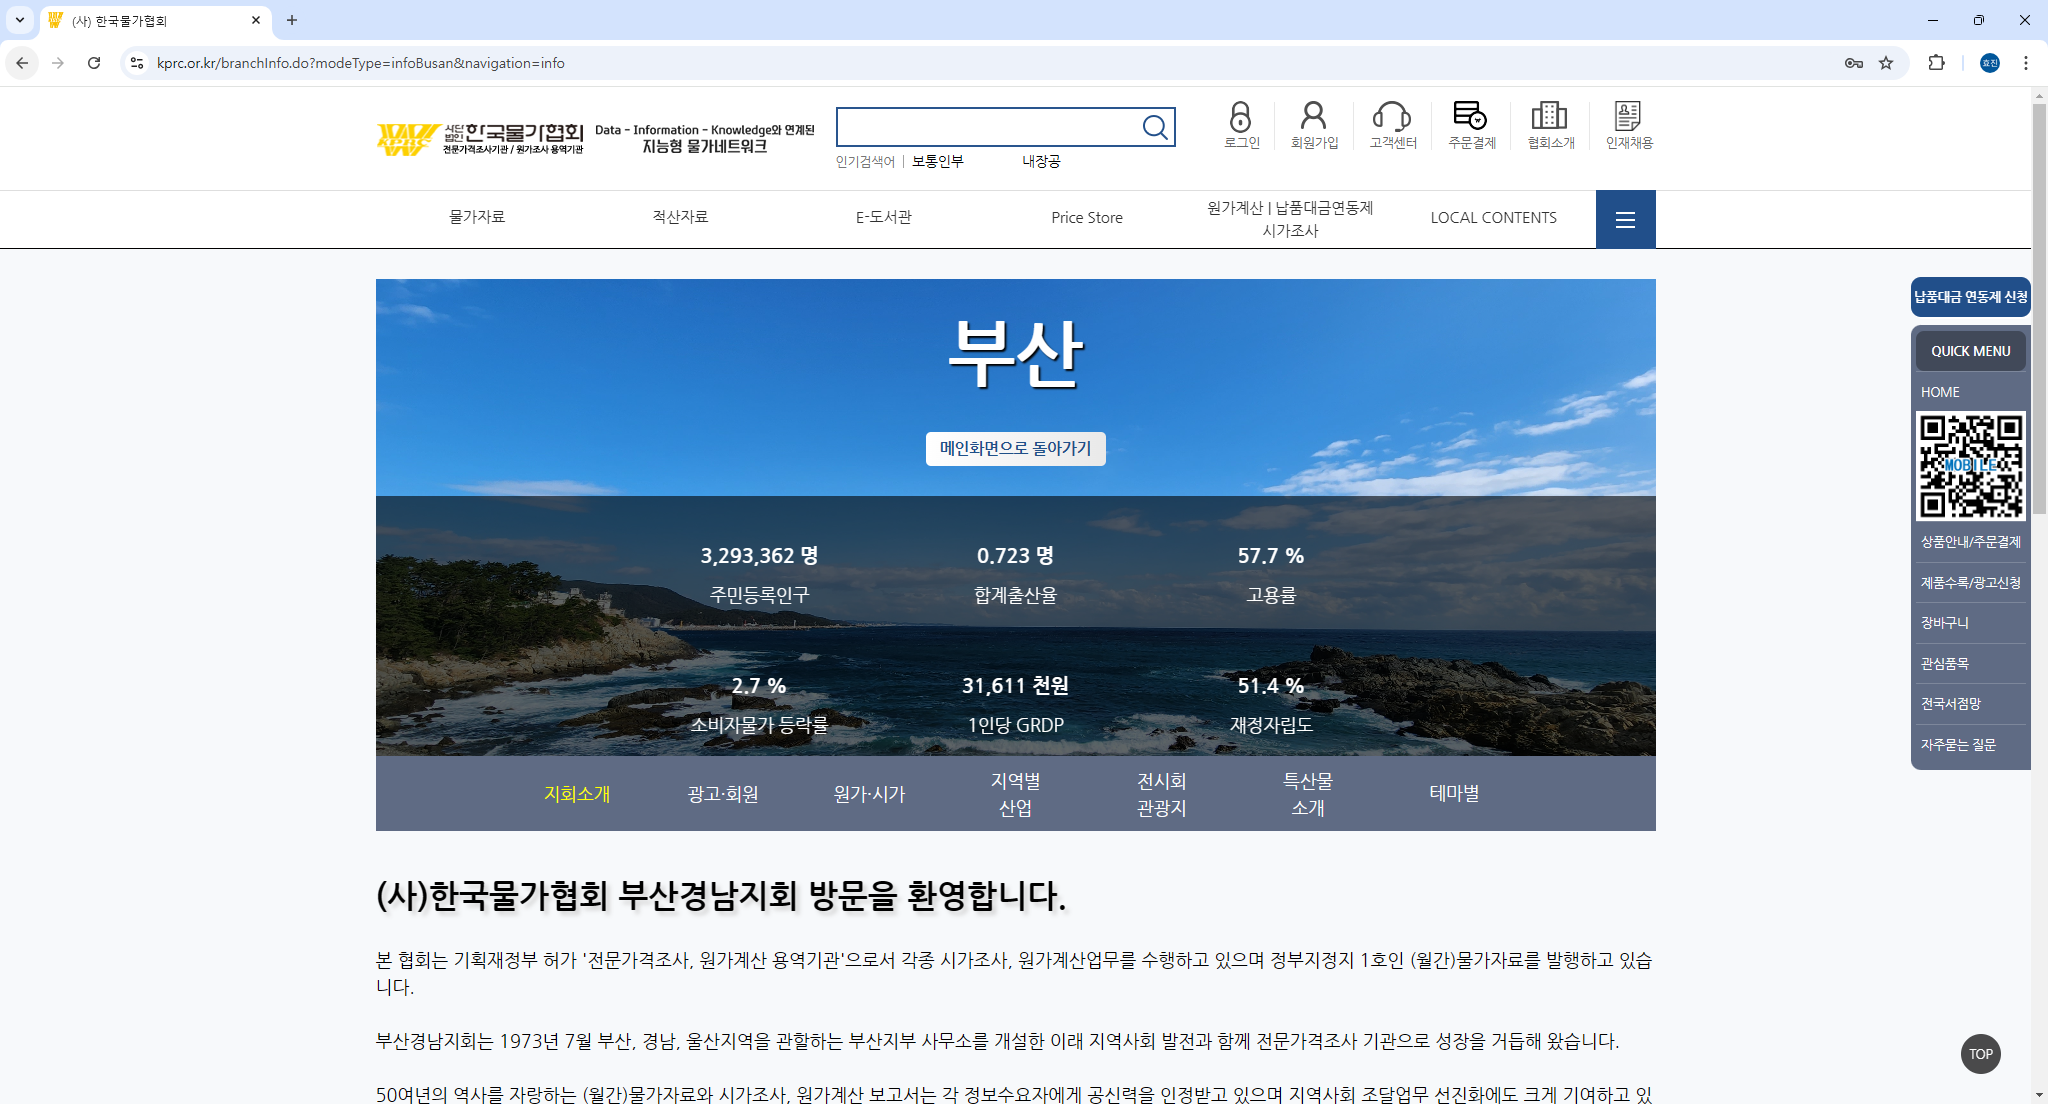 (사) 한국물가협회
kprc.or.kr/branchInfo.do?modeType=infoBusan&navigation=info
효진
KPRC 사단법인 한국물가협회
전문가격조사기관 / 원가조사 용역기관
Data - Information - Knowledge와 연계된
지능형 물가네트워크
인기검색어 | 보통인부 내장공
로그인 회원가입 고객센터 주문결제 협회소개 인재채용
물가자료 적산자료 E-도서관 Price Store 원가계산 | 납품대금연동제 시가조사 LOCAL CONTENTS
부산
메인화면으로 돌아가기
3,293,362 명 0.723 명 57.7 %
주민등록인구 합계출산율 고용률
2.7 % 31,611 천원 51.4 %
소비자물가 등락률 1인당 GRDP 재정자립도
지회소개 광고·회원 원가·시가 지역별 산업 전시회 관광지 특산물 소개 테마별
(사)한국물가협회 부산경남지회 방문을 환영합니다.
본 협회는 기획재정부 허가 '전문가격조사, 원가계산 용역기관'으로서 각종 시가조사, 원가계산업무를 수행하고 있으며 정부지정지 1호인 (월간)물가자료를 발행하고 있습
니다.
부산경남지회는 1973년 7월 부산, 경남, 울산지역을 관할하는 부산지부 사무소를 개설한 이래 지역사회 발전과 함께 전문가격조사 기관으로 성장을 거듭해 왔습니다.
50여년의 역사를 자랑하는 (월간)물가자료와 시가조사, 원가계산 보고서는 각 정보수요자에게 공신력을 인정받고 있으며 지역사회 조달업무 선진화에도 크게 기여하고 있
납품대금 연동제 신청
QUICK MENU
HOME
MOBILE
상품안내/주문결제
제품수록/광고신청
장바구니
관심품목
전국서점망
자주묻는 질문
TOP